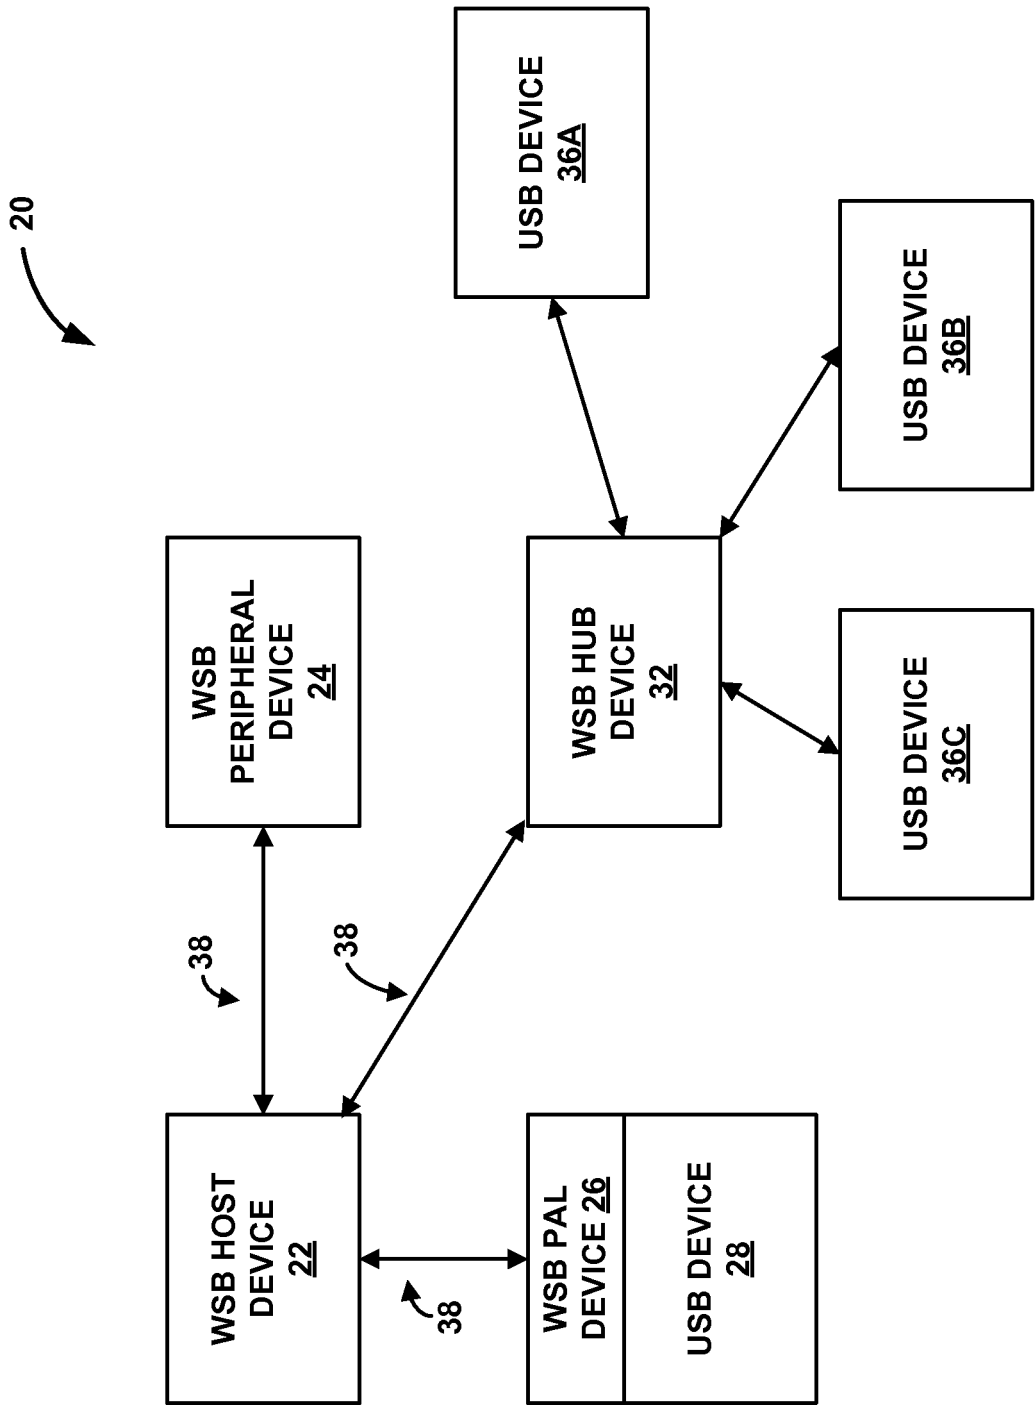 20
WSB HOST
DEVICE
22
38
WSB
PERIPHERAL
DEVICE
24
38
38
WSB PAL
DEVICE 26
USB DEVICE
28
WSB HUB
DEVICE
32
USB DEVICE
36A
USB DEVICE
36B
USB DEVICE
36C